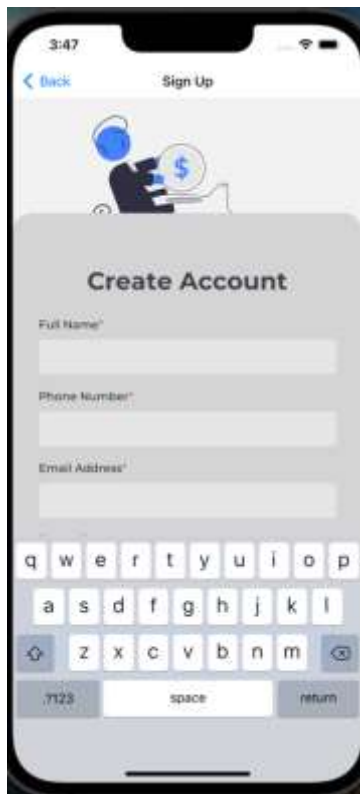 3:47
Back
Sign Up
$
Create Account
Full Name*
Phone Number*
Email Address*
q w e r t y u i o p
a s d f g h j k l
z x c v b n m
.?123 space return